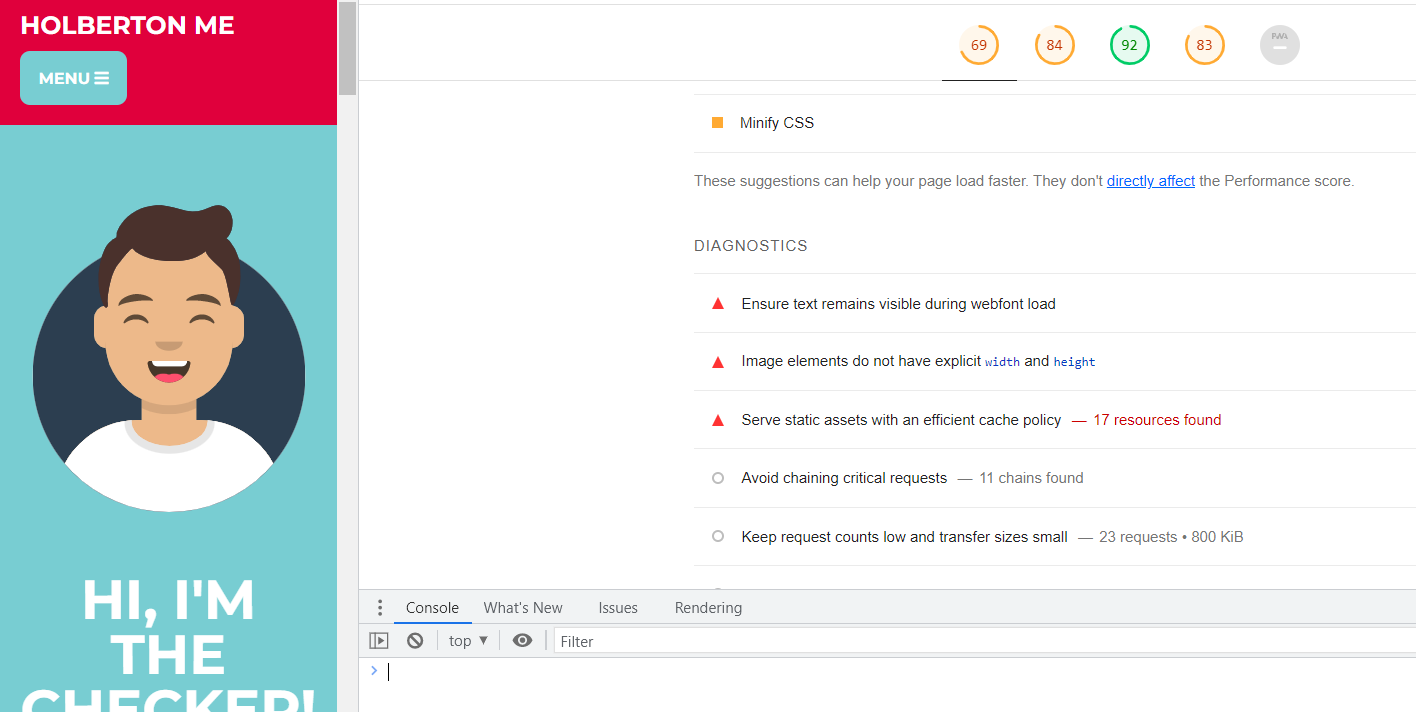 HOLBERTON ME
MENU
HI, I'M
THE
CHECKER!
69 84 92 83 PWA
Minify CSS
These suggestions can help your page load faster. They don't directly affect the Performance score.
DIAGNOSTICS
Ensure text remains visible during webfont load
Image elements do not have explicit width and height
Serve static assets with an efficient cache policy — 17 resources found
Avoid chaining critical requests — 11 chains found
Keep request counts low and transfer sizes small — 23 requests • 800 KiB
Console What's New Issues Rendering
top Filter